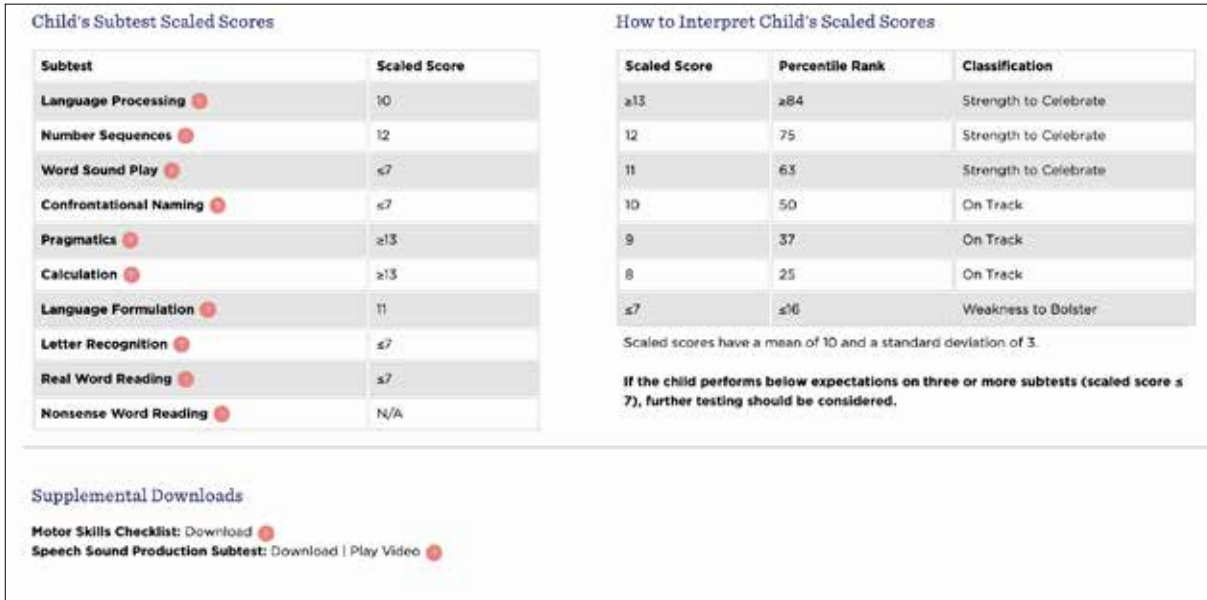 Child's Subtest Scaled Scores
Subtest Scaled Score
Language Processing 10
Number Sequences 12
Word Sound Play ≤7
Confrontational Naming ≤7
Pragmatics ≥13
Calculation ≥13
Language Formulation 11
Letter Recognition ≤7
Real Word Reading ≤7
Nonsense Word Reading N/A
How to Interpret Child's Scaled Scores
Scaled Score Percentile Rank Classification
≥13 ≥84 Strength to Celebrate
12 75 Strength to Celebrate
11 63 Strength to Celebrate
10 50 On Track
9 37 On Track
8 25 On Track
≤7 ≤16 Weakness to Bolster
Scaled scores have a mean of 10 and a standard deviation of 3.
If the child performs below expectations on three or more subtests (scaled score ≤
7), further testing should be considered.
Supplemental Downloads
Motor Skills Checklist: Download
Speech Sound Production Subtest: Download | Play Video